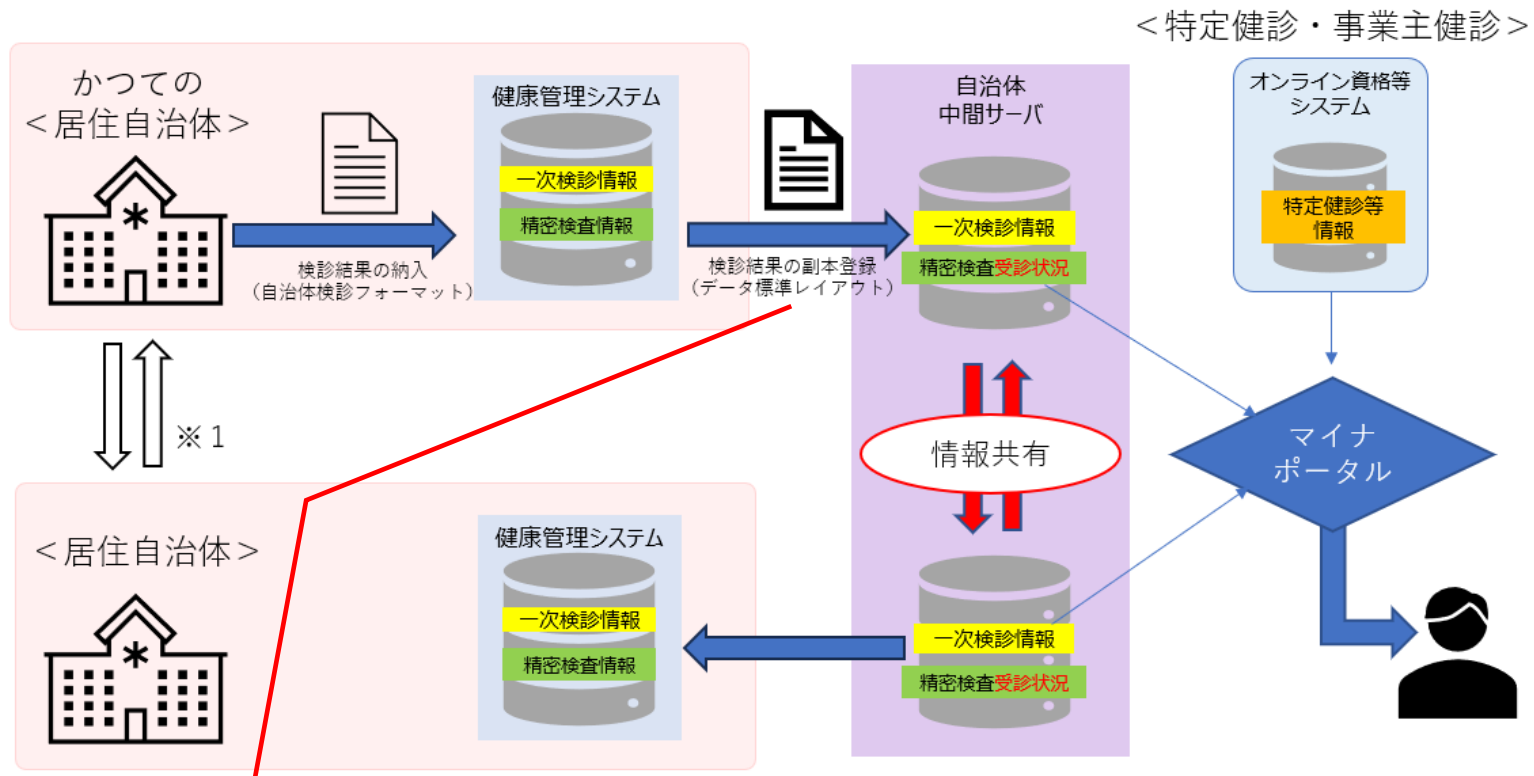 ＜特定健診・事業主健診＞
かつての
＜居住自治体＞
健康管理システム
一次検診情報
精密検査情報
検診結果の納入
（自治体検診フォーマット）
検診結果の副本登録
（データ標準レイアウト）
自治体
中間サーバ
一次検診情報
精密検査受診状況
オンライン資格等
システム
特定健診等
情報
※１
情報共有
マイナ
ポータル
＜居住自治体＞
健康管理システム
一次検診情報
精密検査情報
一次検診情報
精密検査受診状況